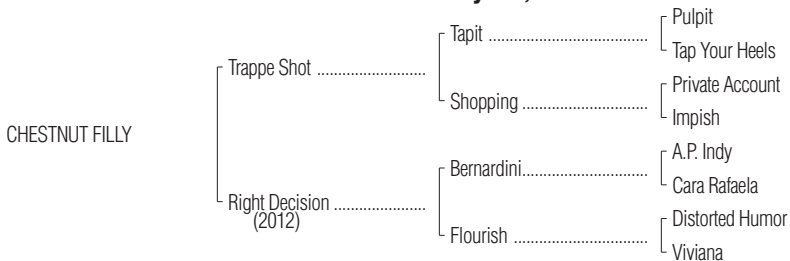 Pulpit
Tapit ..............................................
Tap Your Heels
Trappe Shot ...........................
Private Account
Shopping ....................................
Impish
CHESTNUT FILLY
A.P. Indy
Bernardini....................................
Cara Rafaela
Right Decision .......................
(2012)
Distorted Humor
Flourish .......................................
Viviana